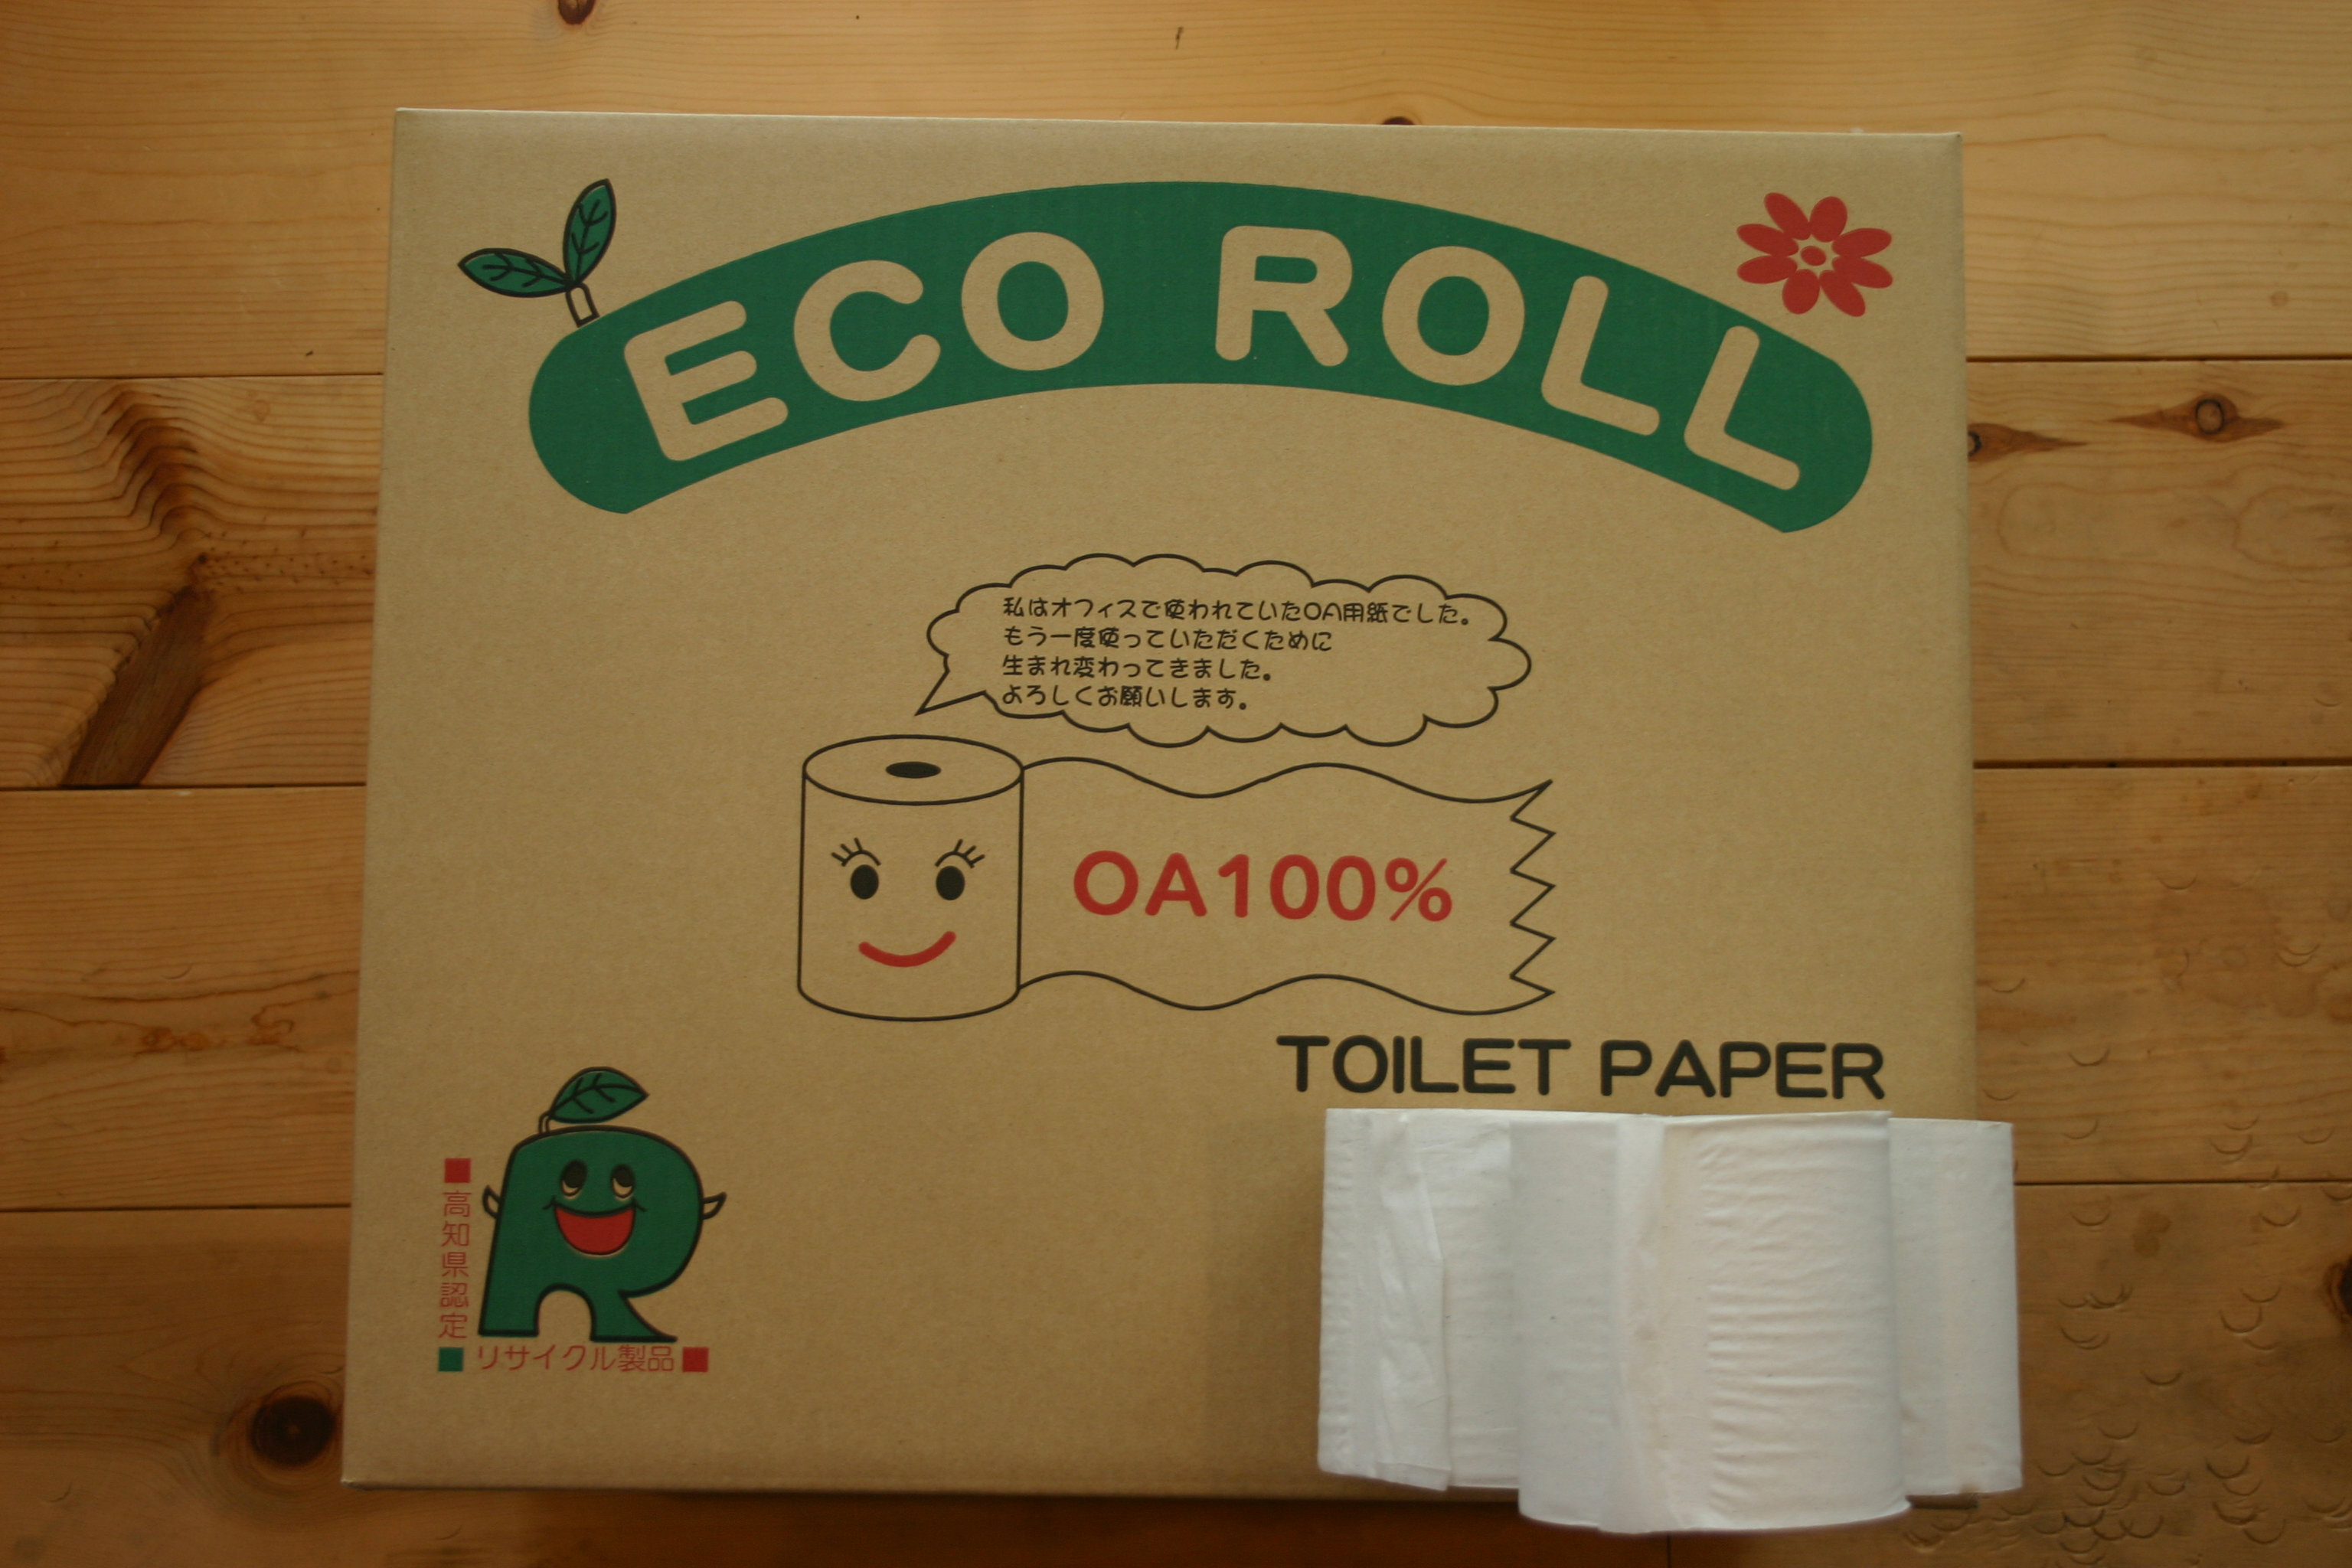 ECO ROLL
私はオフィスで使われていたOA用紙でした。
もう一度使っていただくために
生まれ変わってきました。
よろしくお願いします。
OA100%
TOILET PAPER
高知県認定
リサイクル製品